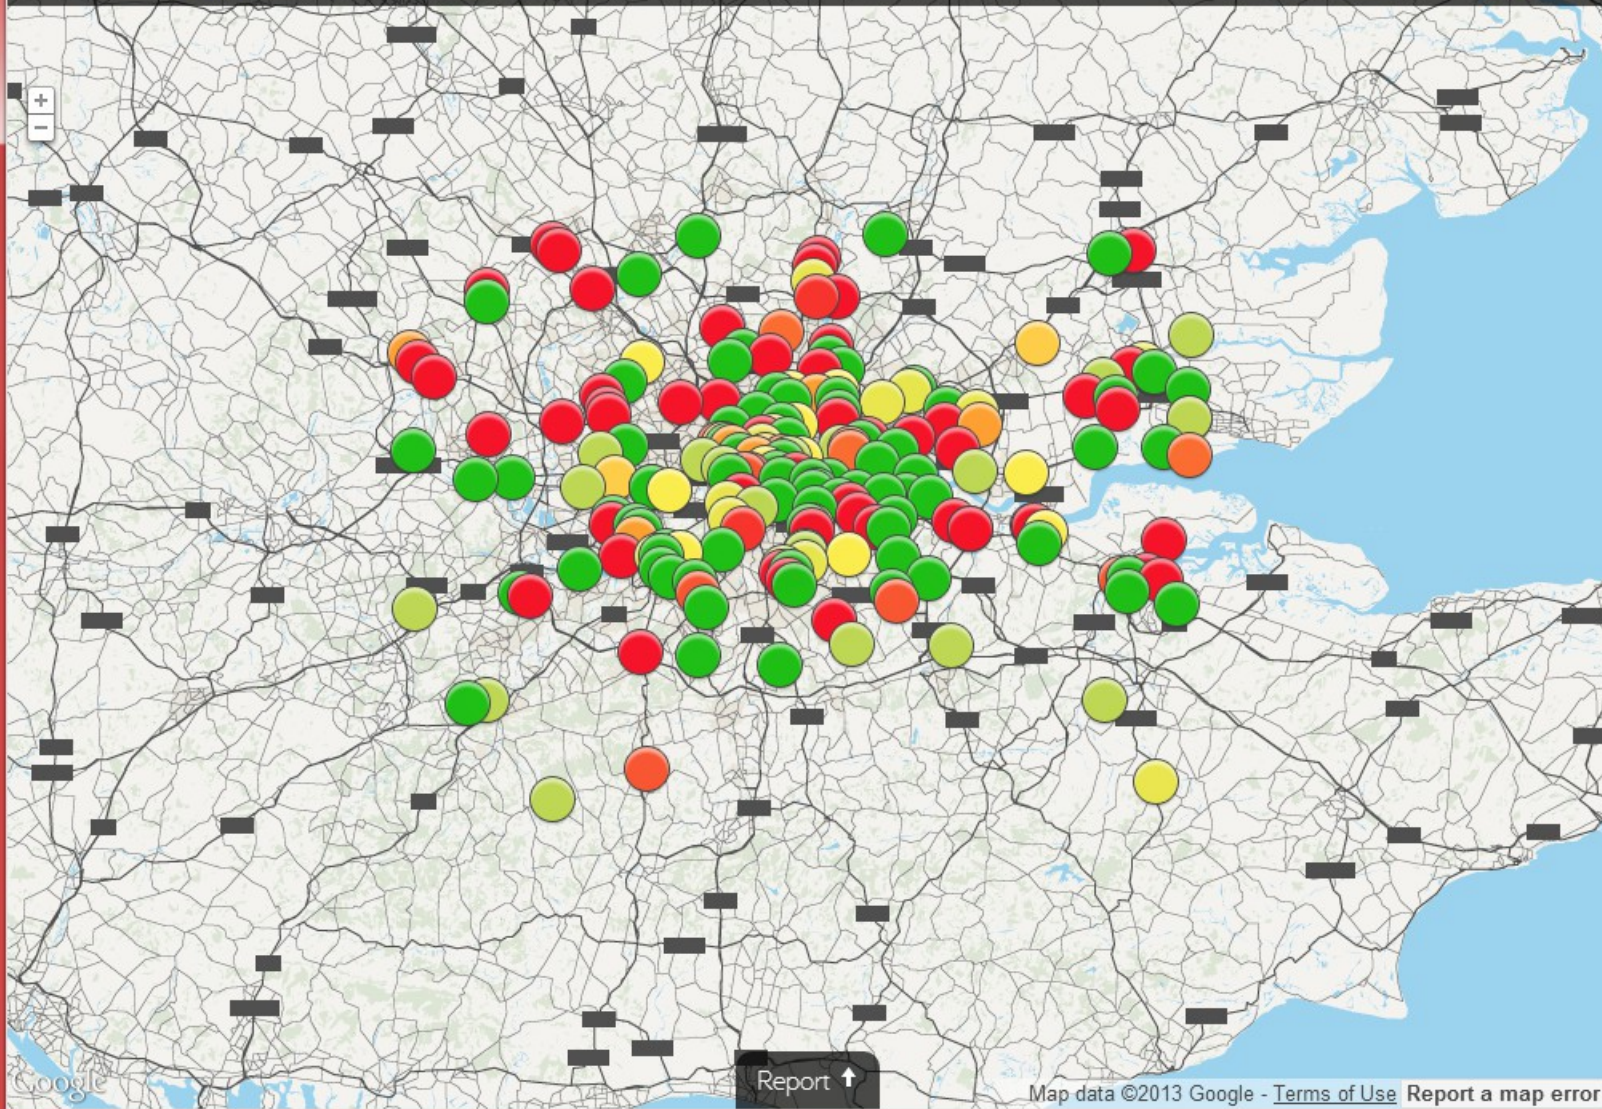 +
−
Report ↑
Google
Map data ©2013 Google - Terms of Use Report a map error